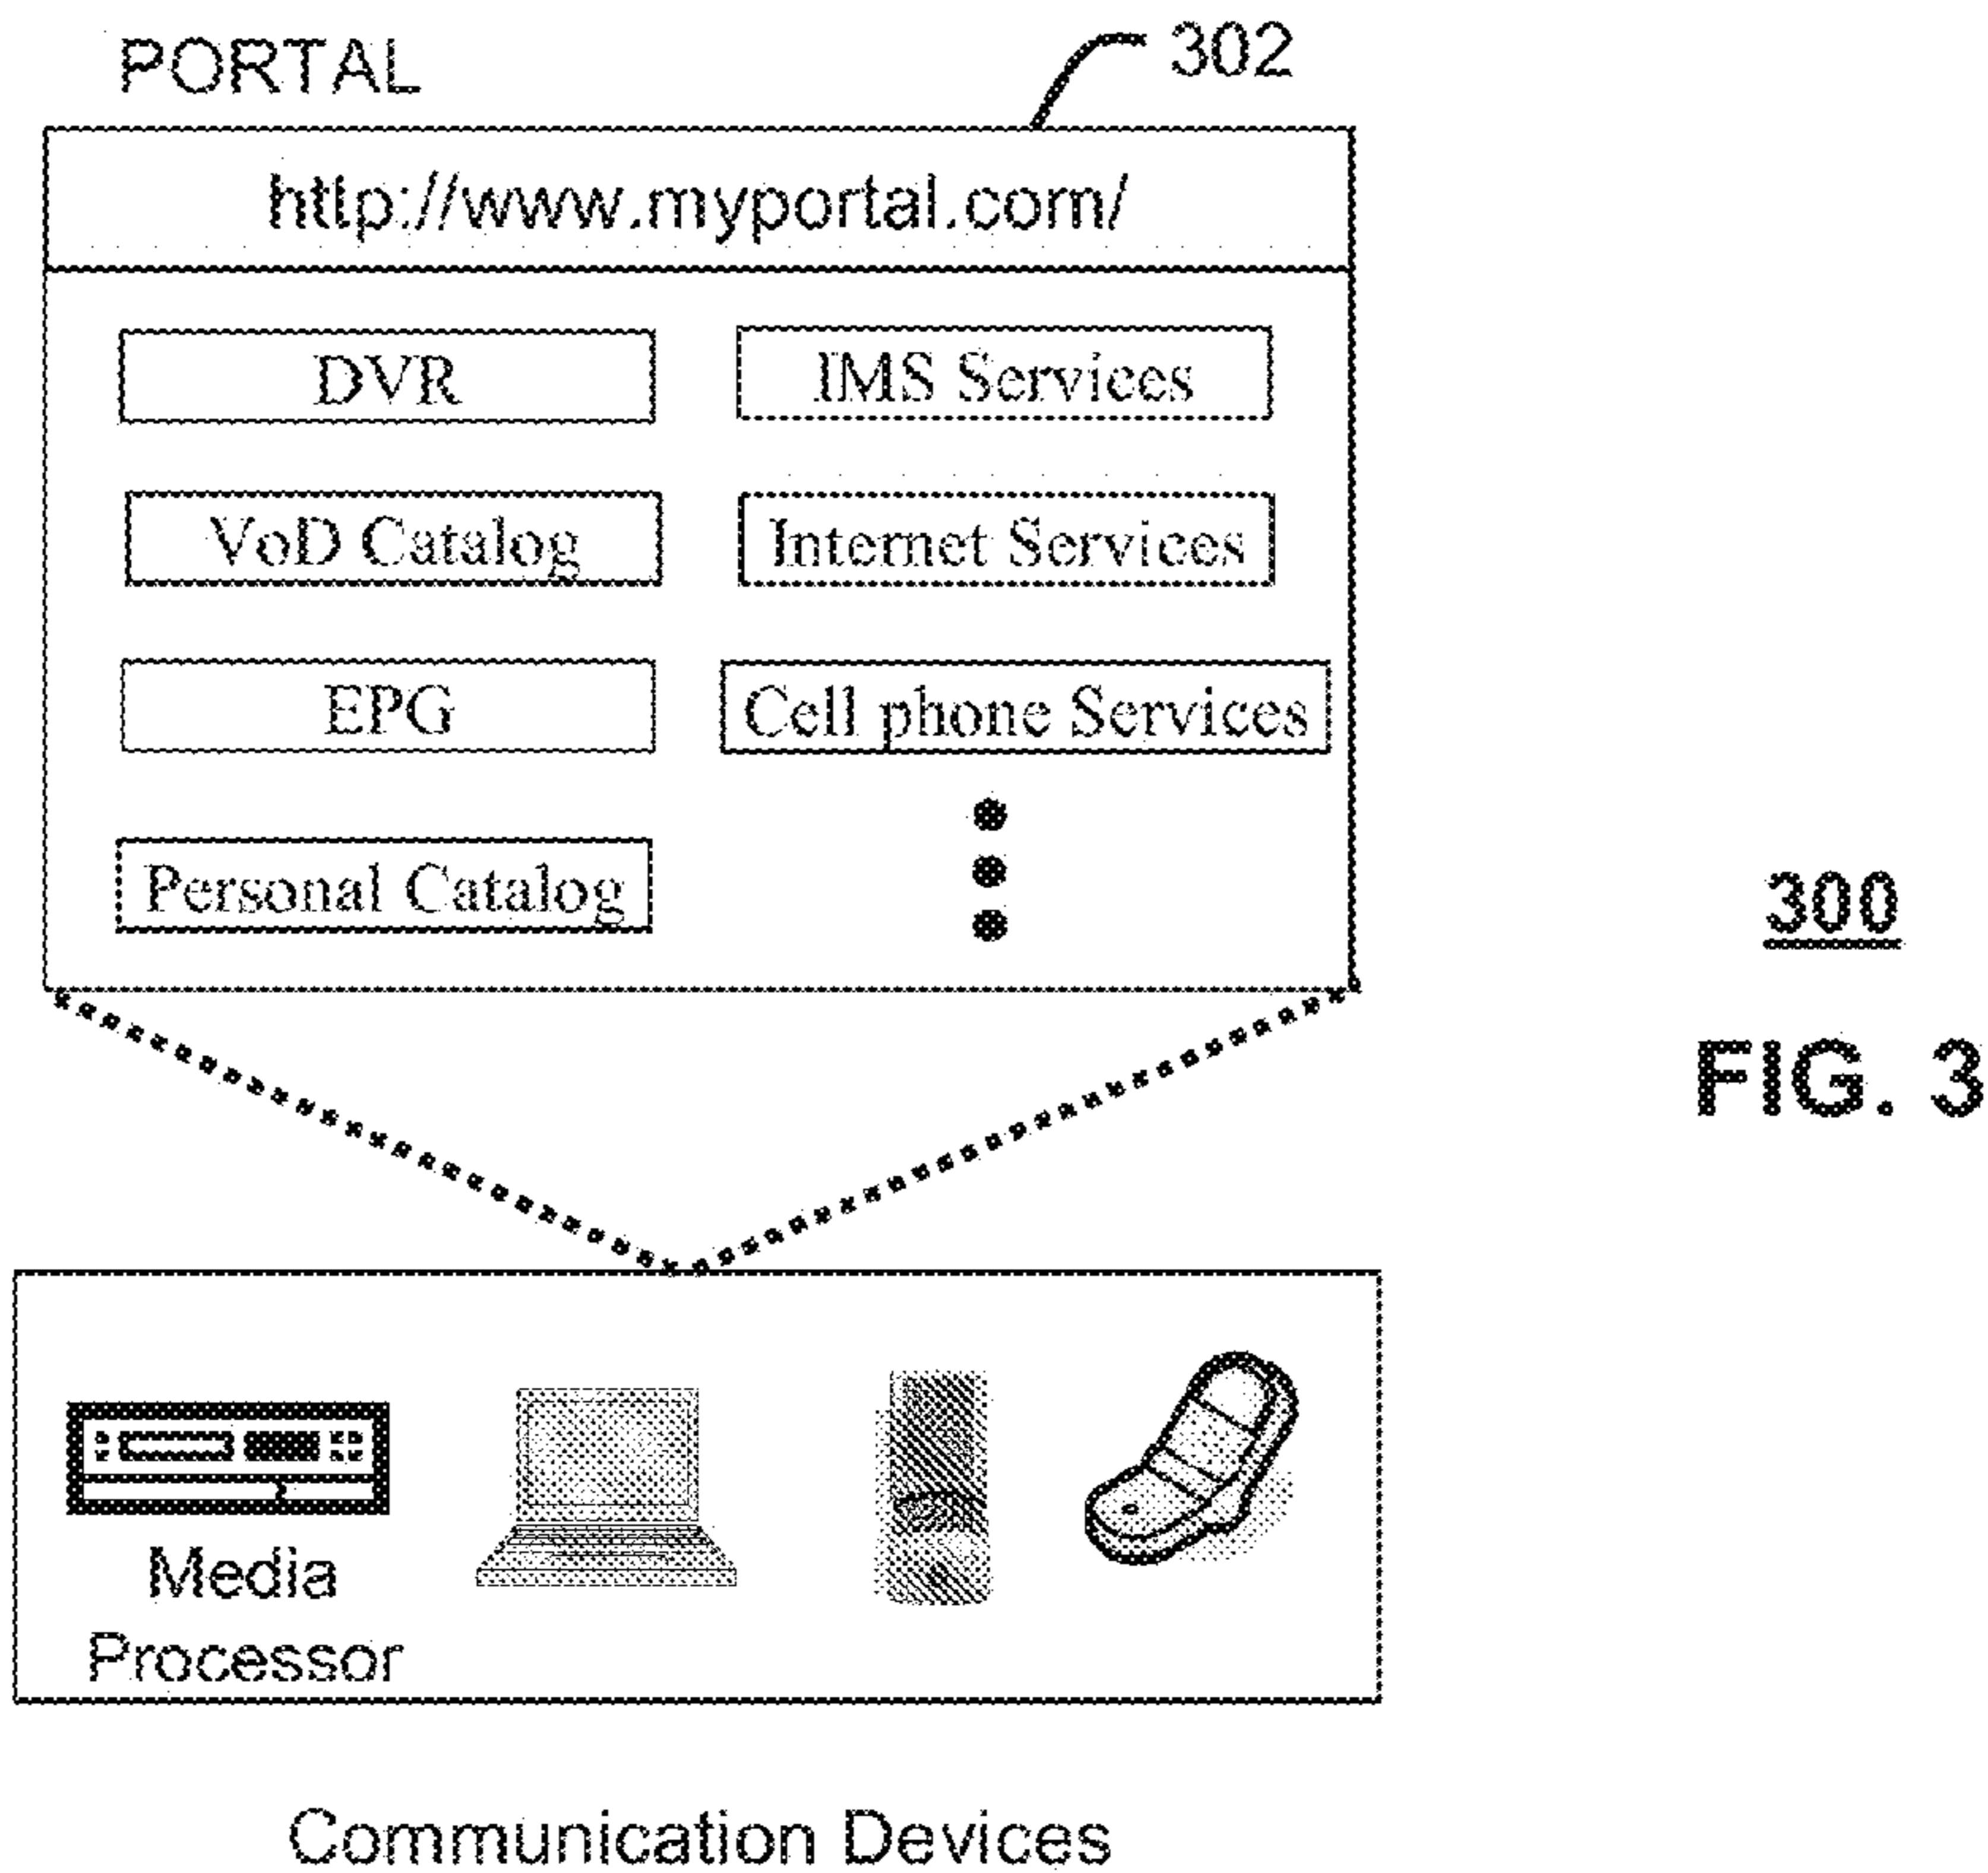 PORTAL
302
http://www.myportal.com/
DVR
IMS Services
VoD Catalog
Internet Services
EPG
Cell phone Services
Personal Catalog
300
FIG. 3
Media
Processor
Communication Devices